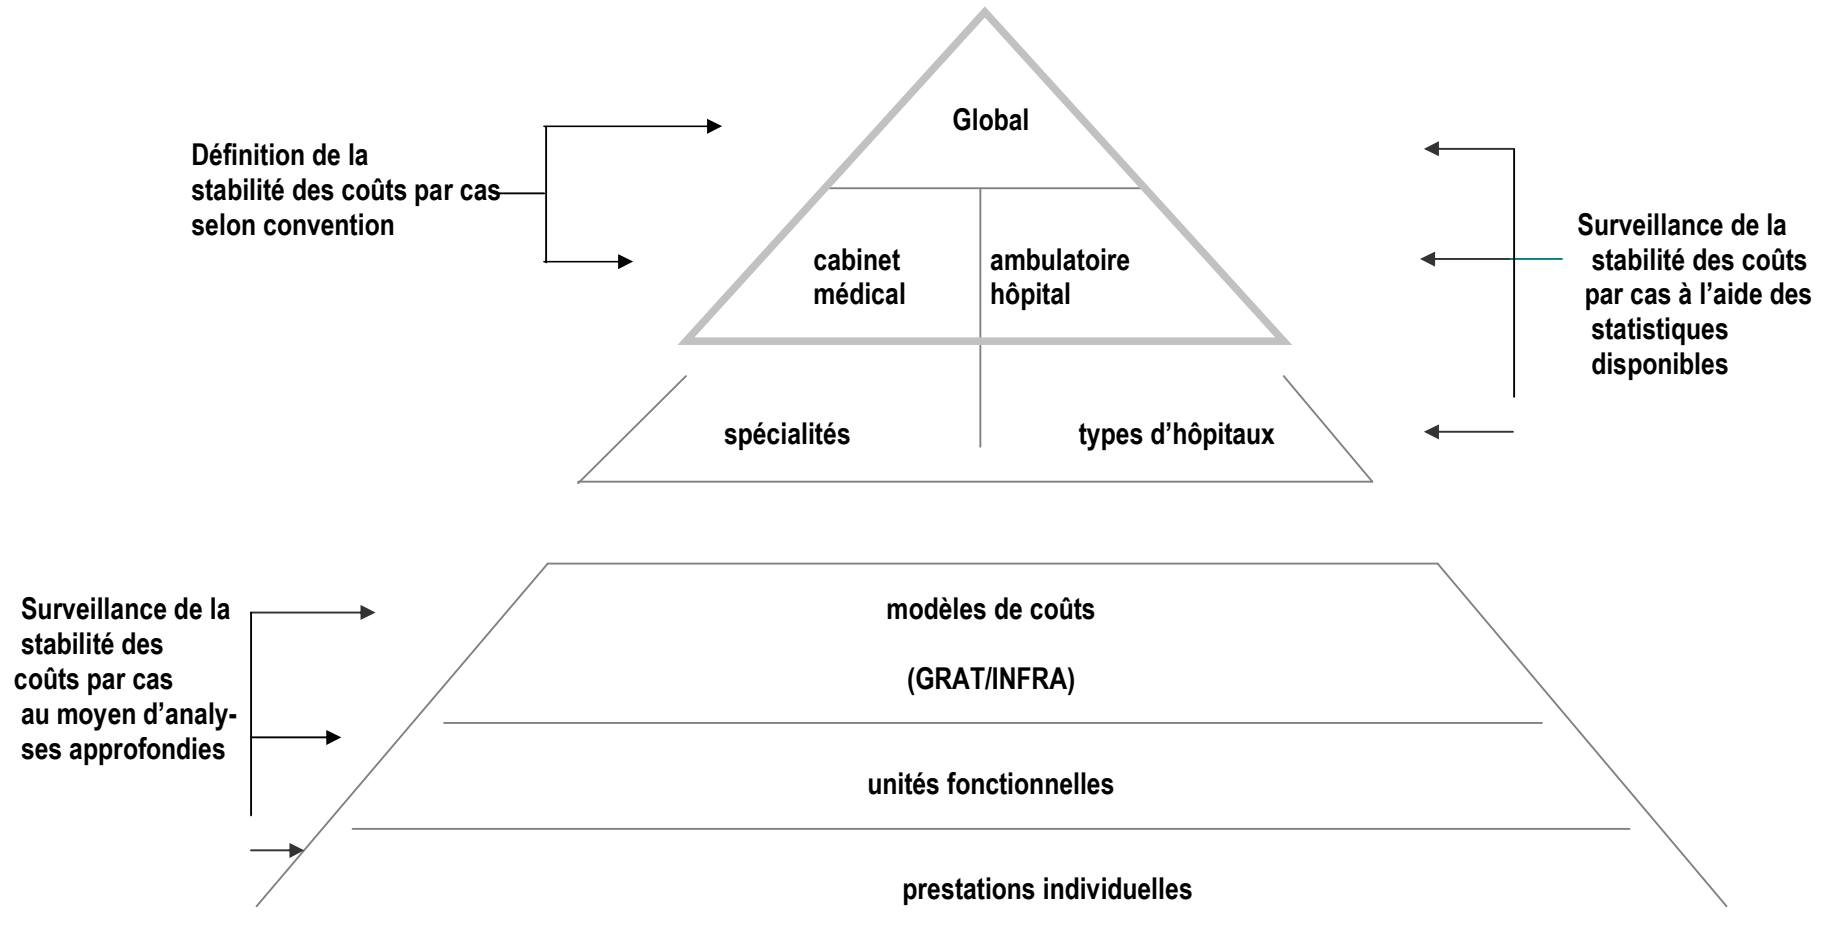 Global
Définition de la
stabilité des coûts par cas
selon convention
cabinet
médical
ambulatoire
hôpital
Surveillance de la
stabilité des coûts
par cas à l’aide des
statistiques
disponibles
spécialités
types d’hôpitaux
Surveillance de la
stabilité des
coûts par cas
au moyen d’analy-
ses approfondies
modèles de coûts
(GRAT/INFRA)
unités fonctionnelles
prestations individuelles